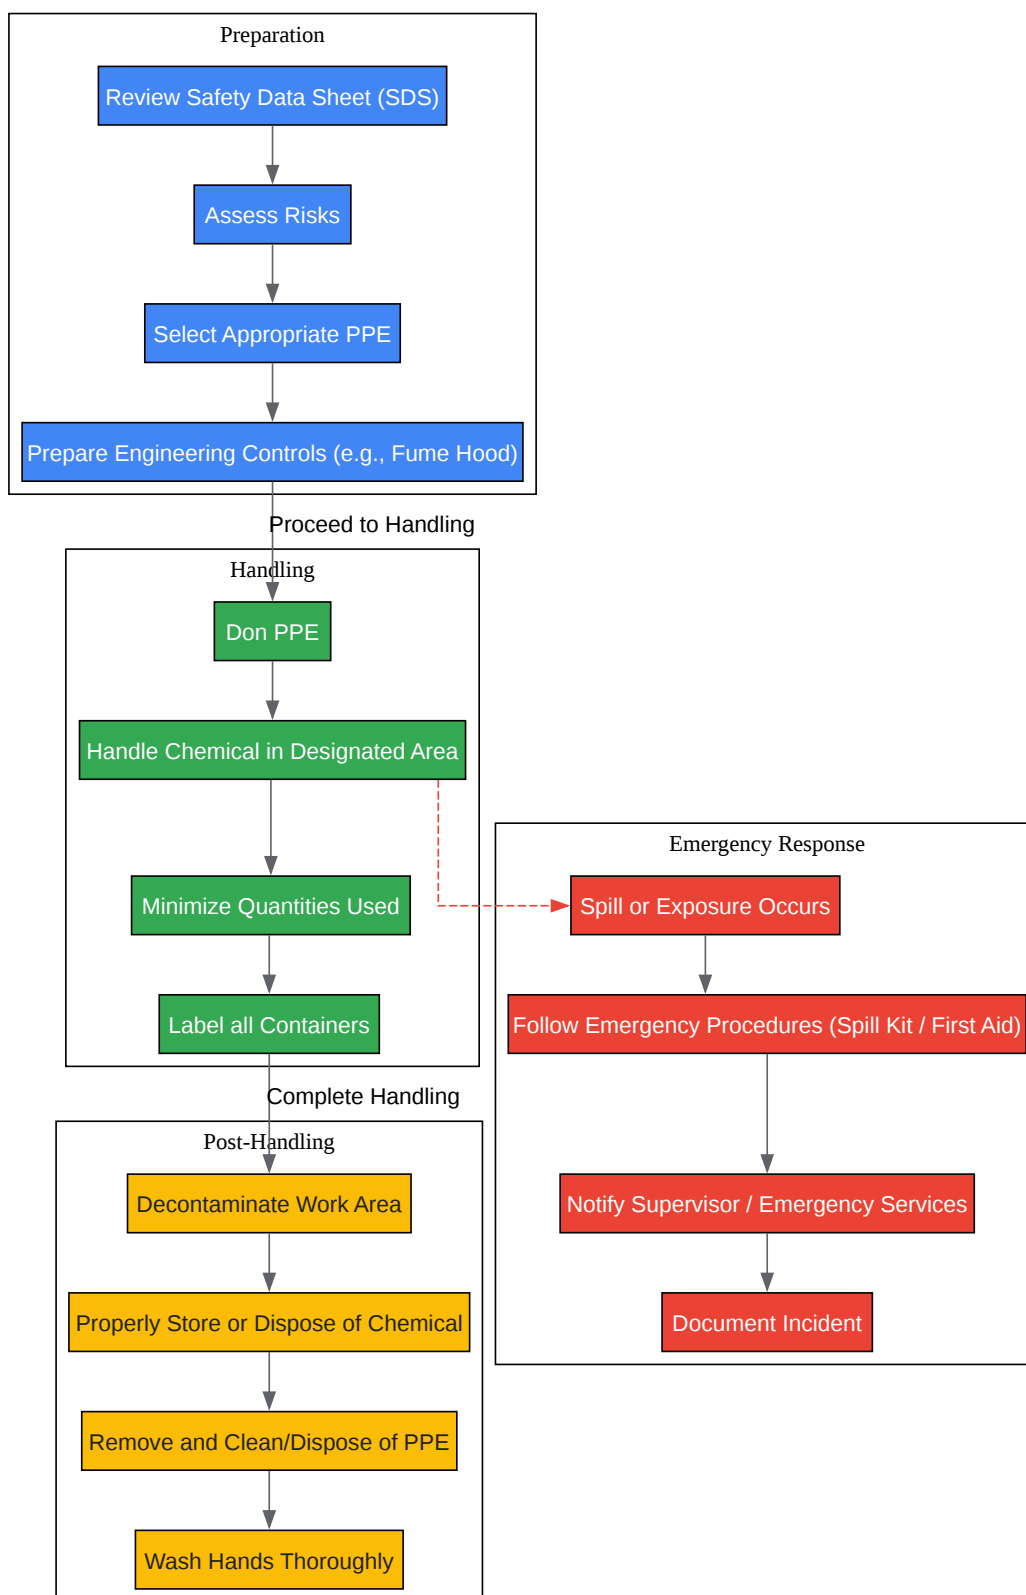 Preparation
Review Safety Data Sheet (SDS)
Assess Risks
Select Appropriate PPE
Prepare Engineering Controls (e.g., Fume Hood)
Proceed to Handling
Handling
Don PPE
Handle Chemical in Designated Area
Minimize Quantities Used
Label all Containers
Complete Handling
Post-Handling
Decontaminate Work Area
Properly Store or Dispose of Chemical
Remove and Clean/Dispose of PPE
Wash Hands Thoroughly
Emergency Response
Spill or Exposure Occurs
Follow Emergency Procedures (Spill Kit / First Aid)
Notify Supervisor / Emergency Services
Document Incident